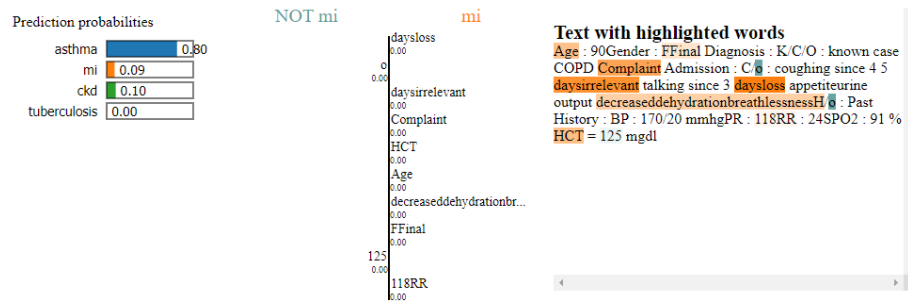 Prediction probabilities
asthma 0.80
mi 0.09
ckd 0.10
tuberculosis 0.00
NOT mi
mi
daysloss
0.00
o
0.00
daysirrelevant
0.00
Complaint
0.00
HCT
0.00
Age
0.00
decreaseddehydrationbr...
0.00
FFinal
0.00
125
0.00
118RR
0.00
Text with highlighted words
Age : 90Gender : FFinal Diagnosis : K/C/O : known case
COPD Complaint Admission : C/o : coughing since 4 5
daysirrelevant talking since 3 daysloss appetiteurine
output decreaseddehydrationbreathlessnessH/o : Past
History : BP : 170/20 mmhgPR : 118RR : 24SPO2 : 91 %
HCT = 125 mgdl